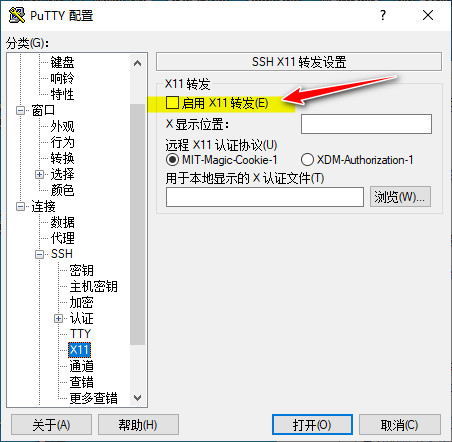 PuTTY 配置
?
分类(G):
键盘
响铃
特性
窗口
外观
行为
转换
选择
颜色
连接
数据
代理
SSH
密钥
主机密钥
加密
认证
TTY
X11
通道
查错
更多查错
SSH X11 转发设置
X11 转发
启用 X11 转发(E)
X 显示位置：
远程 X11 认证协议(U)
MIT-Magic-Cookie-1 XDM-Authorization-1
用于本地显示的 X 认证文件(T)
浏览(W)...
关于(A) 帮助(H) 打开(O) 取消(C)